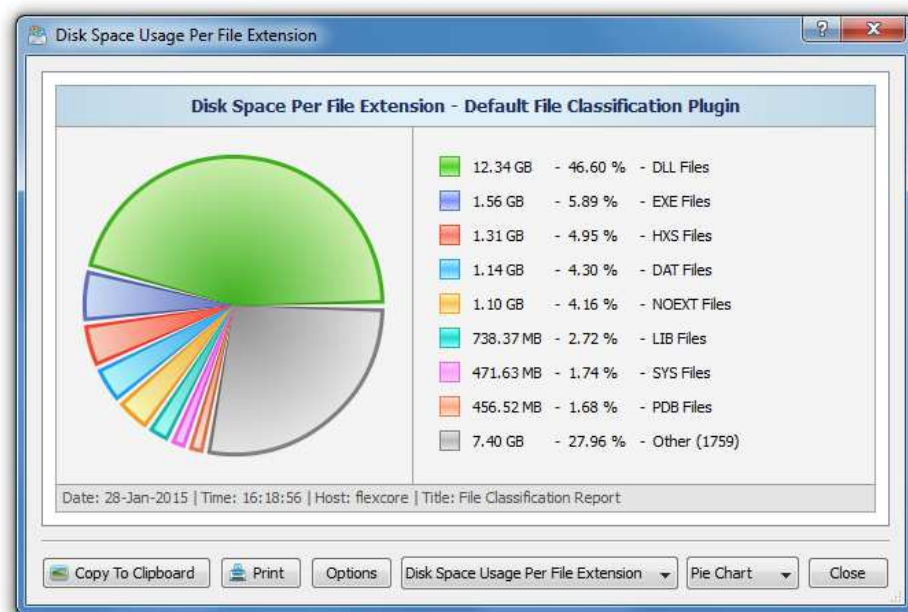 Disk Space Usage Per File Extension
?
X
Disk Space Per File Extension - Default File Classification Plugin
12.34 GB - 46.60 % - DLL Files
1.56 GB - 5.89 % - EXE Files
1.31 GB - 4.95 % - HXS Files
1.14 GB - 4.30 % - DAT Files
1.10 GB - 4.16 % - NOEXT Files
738.37 MB - 2.72 % - LIB Files
471.63 MB - 1.74 % - SYS Files
456.52 MB - 1.68 % - PDB Files
7.40 GB - 27.96 % - Other (1759)
Date: 28-Jan-2015 | Time: 16:18:56 | Host: flexcore | Title: File Classification Report
Copy To Clipboard Print Options Disk Space Usage Per File Extension Pie Chart Close